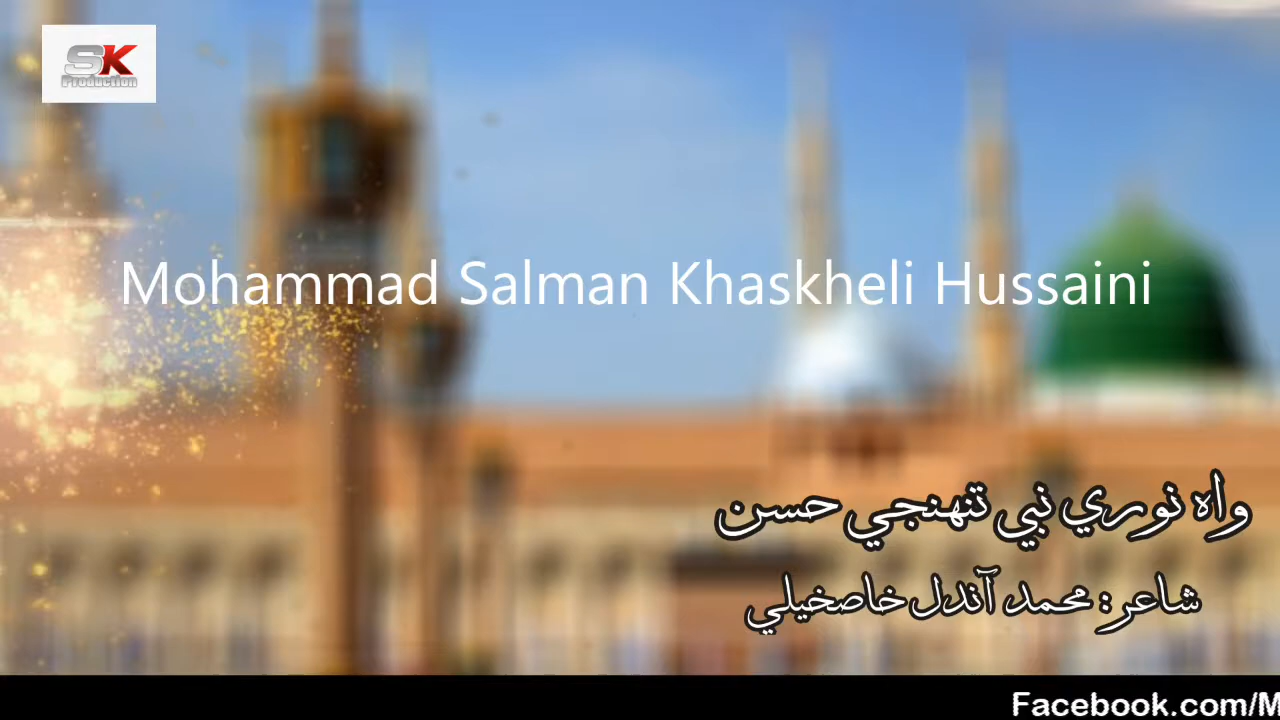 SK
Production
Mohammad Salman Khaskheli Hussaini
واه نوري نبي تنهنجي حسن
شاعر: محمد آندل خاصخيلي
Facebook.com/M